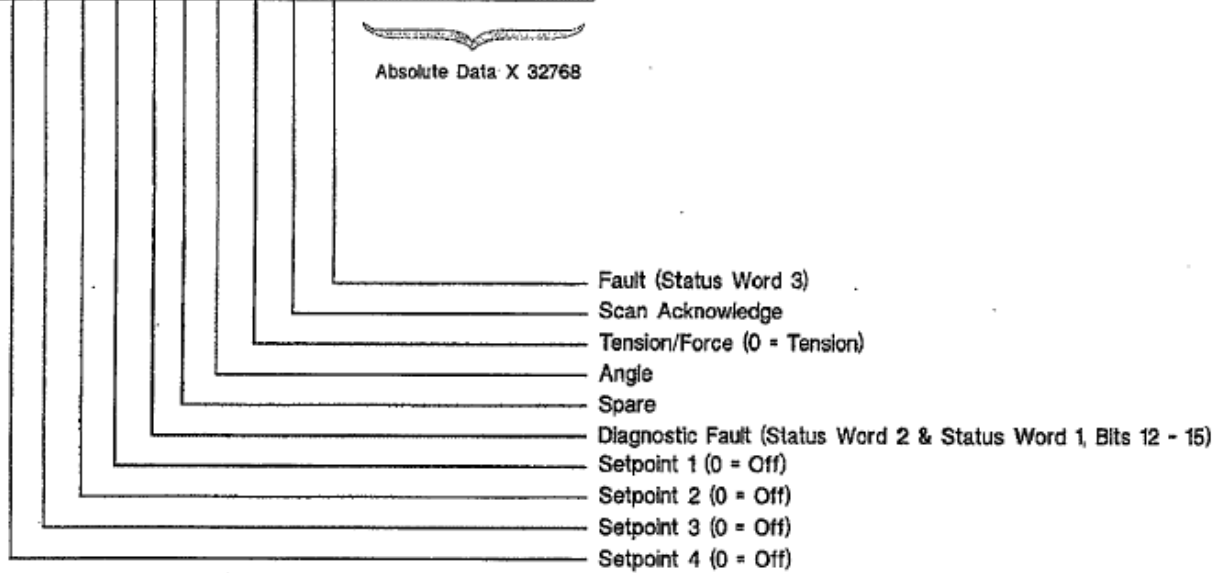 Absolute Data X 32768
Fault (Status Word 3)
Scan Acknowledge
Tension/Force (0 = Tension)
Angle
Spare
Diagnostic Fault (Status Word 2 & Status Word 1, Bits 12 - 15)
Setpoint 1 (0 = Off)
Setpoint 2 (0 = Off)
Setpoint 3 (0 = Off)
Setpoint 4 (0 = Off)